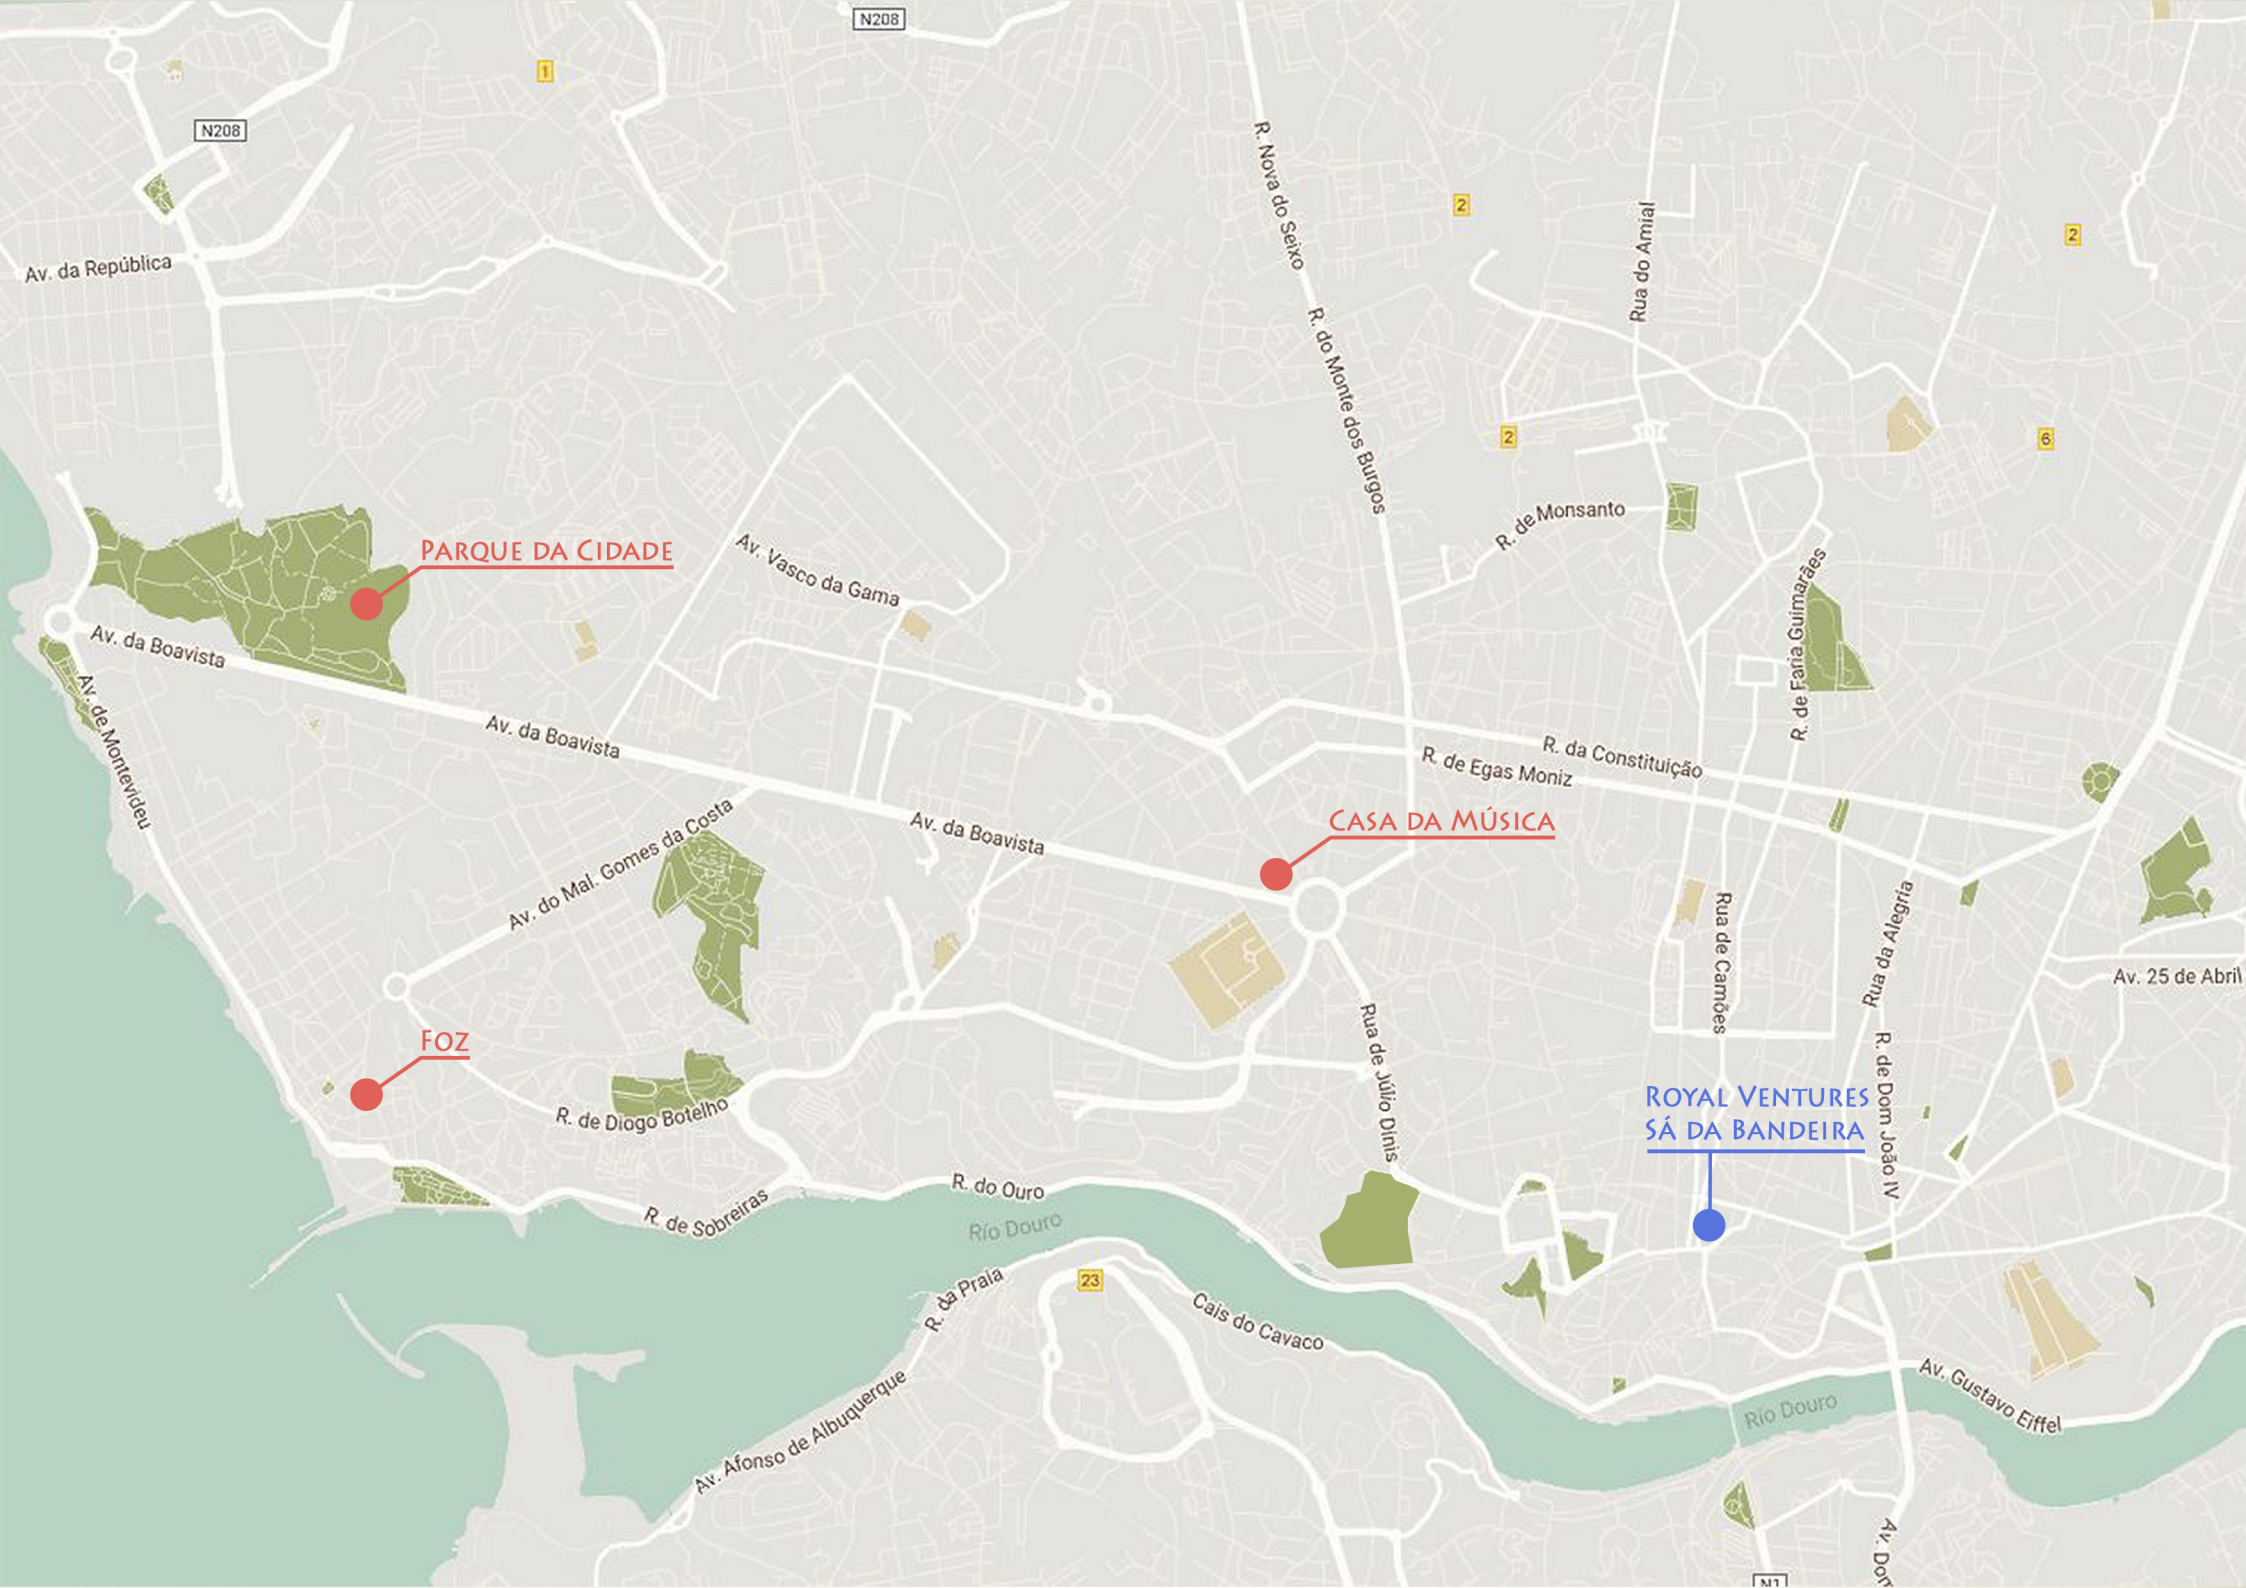 N208
1
N208
R. Nova do Seixo
2
Rua do Amial
2
Av. da República
R. do Monte dos Burgos
2
6
R. de Monsanto
Parque da Cidade
Av. Vasco da Gama
R. de Faria Guimarães
Av. da Boavista
Av. de Montevideu
Av. da Boavista
R. da Constituição
R. de Egas Moniz
Casa da Música
Av. da Boavista
Av. do Mal. Gomes da Costa
Rua de Camões
Rua da Alegria
Av. 25 de Abril
Foz
Rua de Júlio Dinis
R. de Dom João IV
Royal Ventures
Sá da Bandeira
R. de Diogo Botelho
R. do Ouro
R. de Sobreiras
Río Douro
23
R. da Praia
Cais do Cavaco
Av. Afonso de Albuquerque
Av. Gustavo Eiffel
Río Douro
Av. Dom
N1